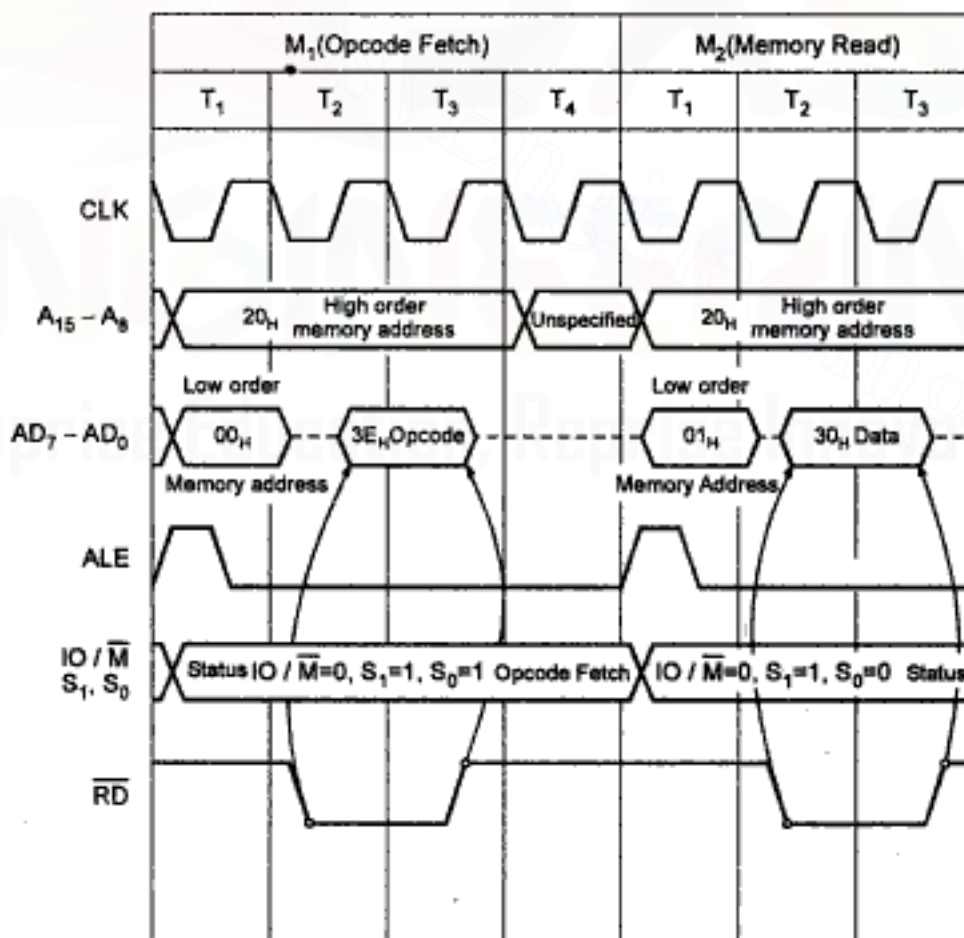 M₁(Opcode Fetch) M₂(Memory Read)
T₁ T₂ T₃ T₄ T₁ T₂ T₃
CLK
A₁₅ – A₈ 20H High order memory address Unspecified 20H High order memory address
Low order Low order
AD₇ – AD₀ 00H 3EH Opcode 01H 30H Data
Memory address Memory Address
ALE
IO / M̅ S₁, S₀ Status IO / M̅=0, S₁=1, S₀=1 Opcode Fetch IO / M̅=0, S₁=1, S₀=0 Status
R̅D̅